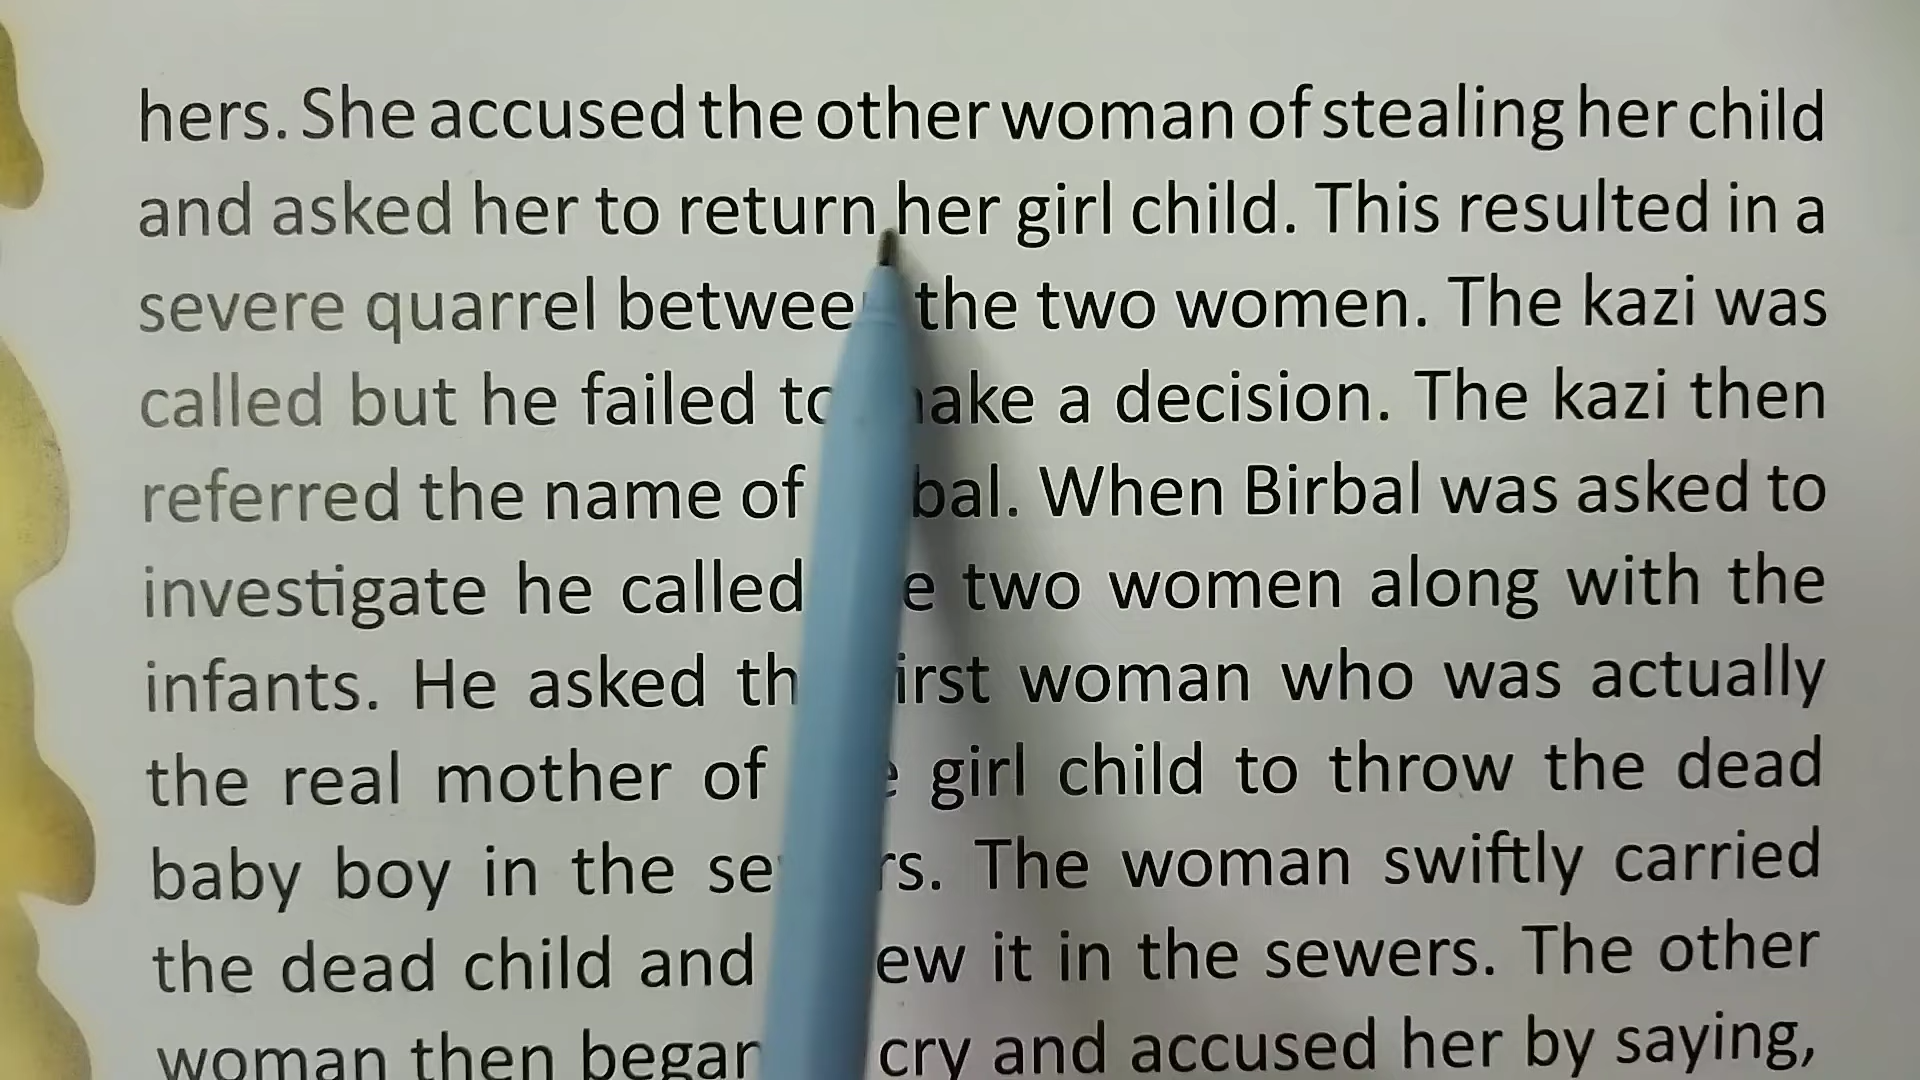 hers. She accused the other woman of stealing her child
and asked her to return her girl child. This resulted in a
severe quarrel between the two women. The kazi was
called but he failed to make a decision. The kazi then
referred the name of bal. When Birbal was asked to
investigate he called e two women along with the
infants. He asked th irst woman who was actually
the real mother of e girl child to throw the dead
baby boy in the se rs. The woman swiftly carried
the dead child and ew it in the sewers. The other
woman then began cry and accused her by saying,